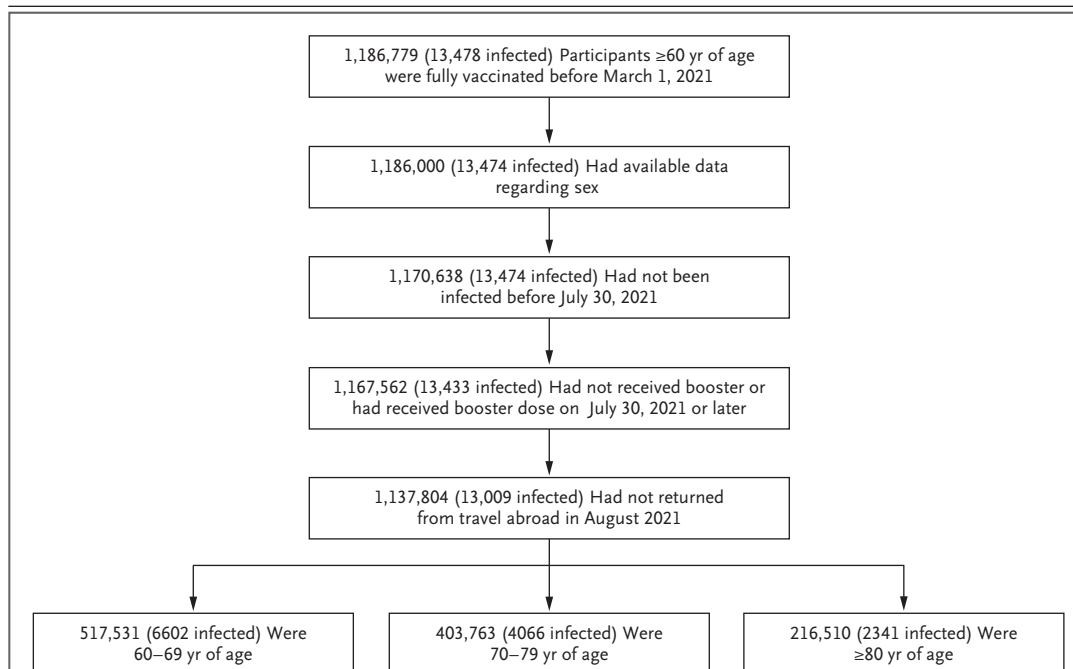 1,186,779 (13,478 infected) Participants ≥60 yr of age
were fully vaccinated before March 1, 2021
1,186,000 (13,474 infected) Had available data
regarding sex
1,170,638 (13,474 infected) Had not been
infected before July 30, 2021
1,167,562 (13,433 infected) Had not received booster or
had received booster dose on July 30, 2021 or later
1,137,804 (13,009 infected) Had not returned
from travel abroad in August 2021
517,531 (6602 infected) Were
60–69 yr of age
403,763 (4066 infected) Were
70–79 yr of age
216,510 (2341 infected) Were
≥80 yr of age